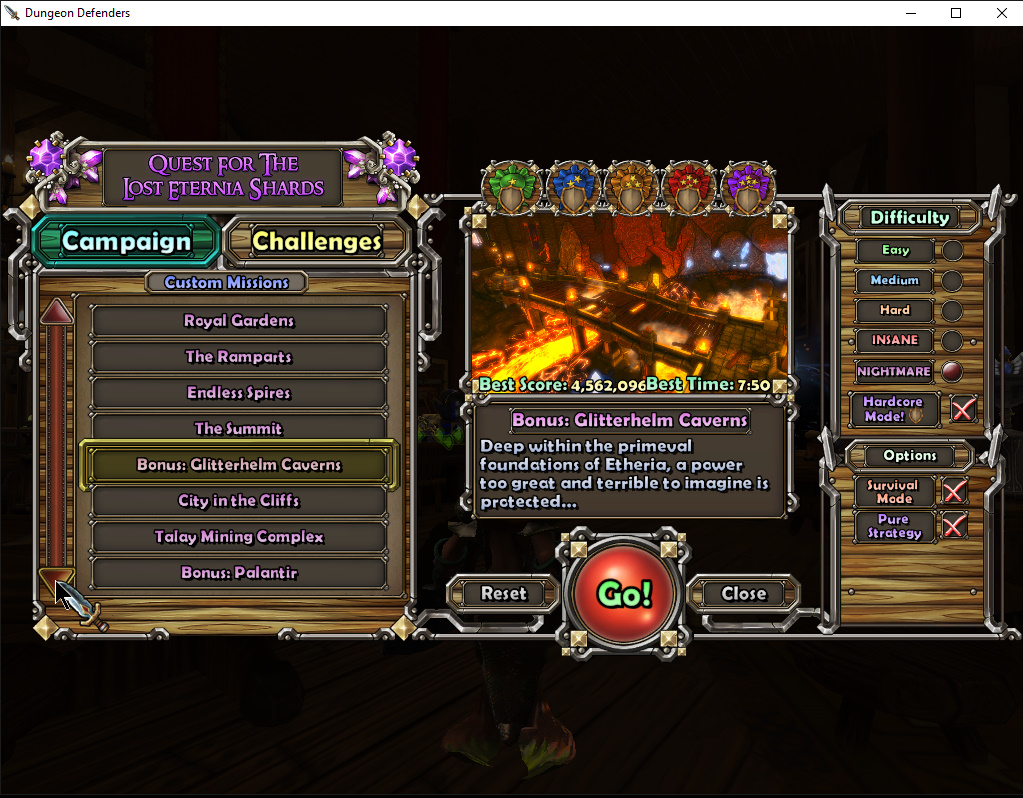 Dungeon Defenders
QUEST FOR THE
LOST ETERNIA SHARDS
Campaign
Challenges
Custom Missions
Royal Gardens
The Ramparts
Endless Spires
The Summit
Bonus: Glitterhelm Caverns
City in the Cliffs
Talay Mining Complex
Bonus: Palantir
Best Score: 4,562,096
Best Time: 7:50
Bonus: Glitterhelm Caverns
Deep within the primeval
foundations of Etheria, a power
too great and terrible to imagine is
protected...
Reset
Go!
Close
Difficulty
Easy
Medium
Hard
INSANE
NIGHTMARE
Hardcore
Mode!
Options
Survival
Mode
Pure
Strategy